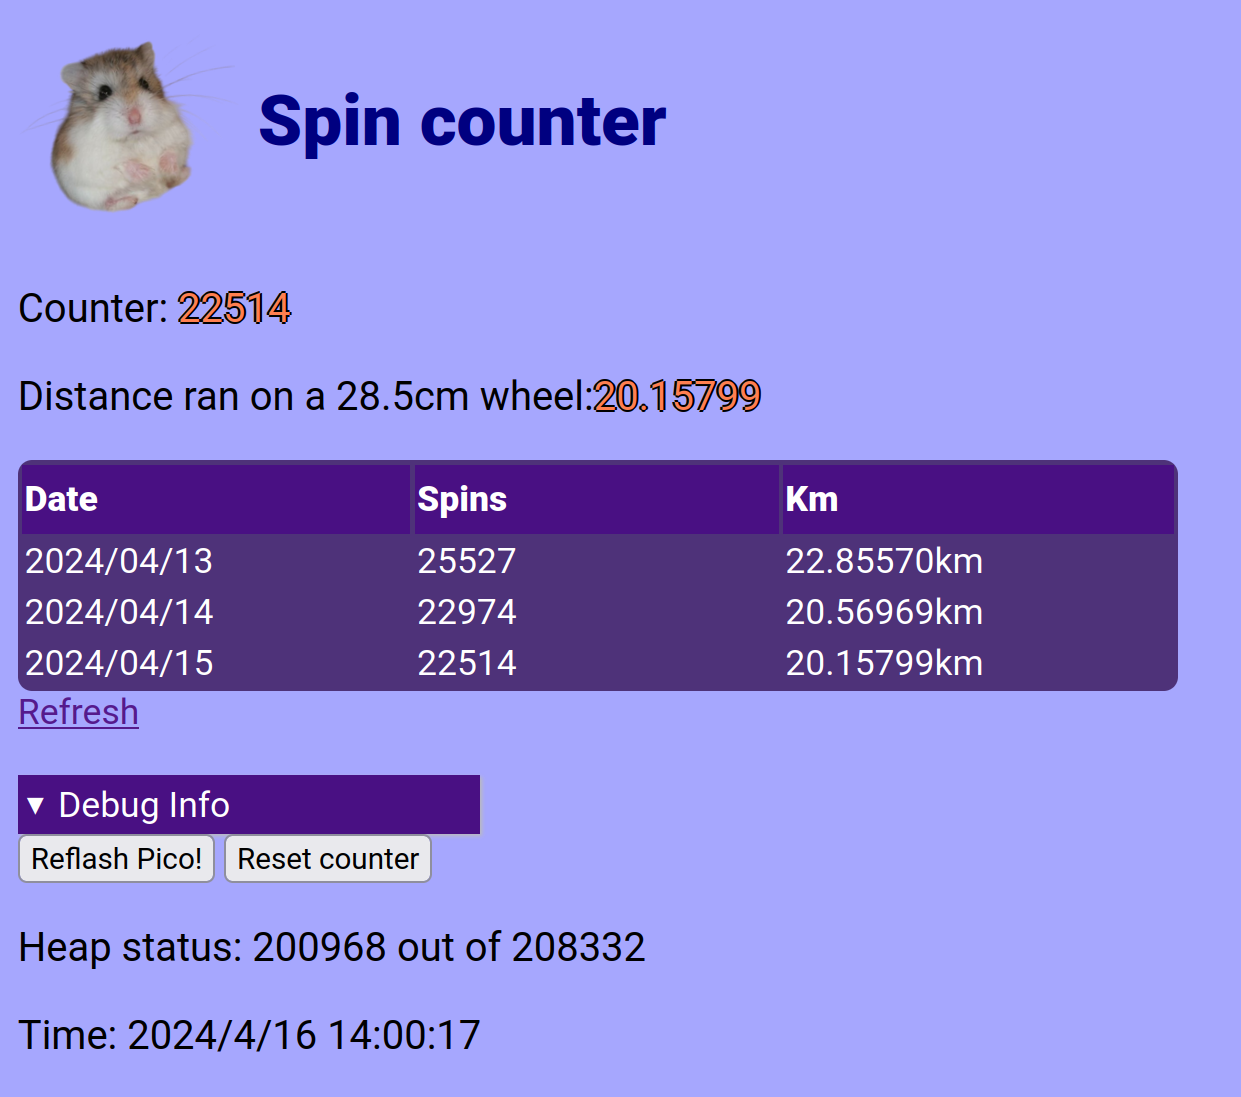 Spin counter
Counter: 22514
Distance ran on a 28.5cm wheel:20.15799
Date Spins Km
2024/04/13 25527 22.85570km
2024/04/14 22974 20.56969km
2024/04/15 22514 20.15799km
Refresh
▼ Debug Info
Reflash Pico! Reset counter
Heap status: 200968 out of 208332
Time: 2024/4/16 14:00:17